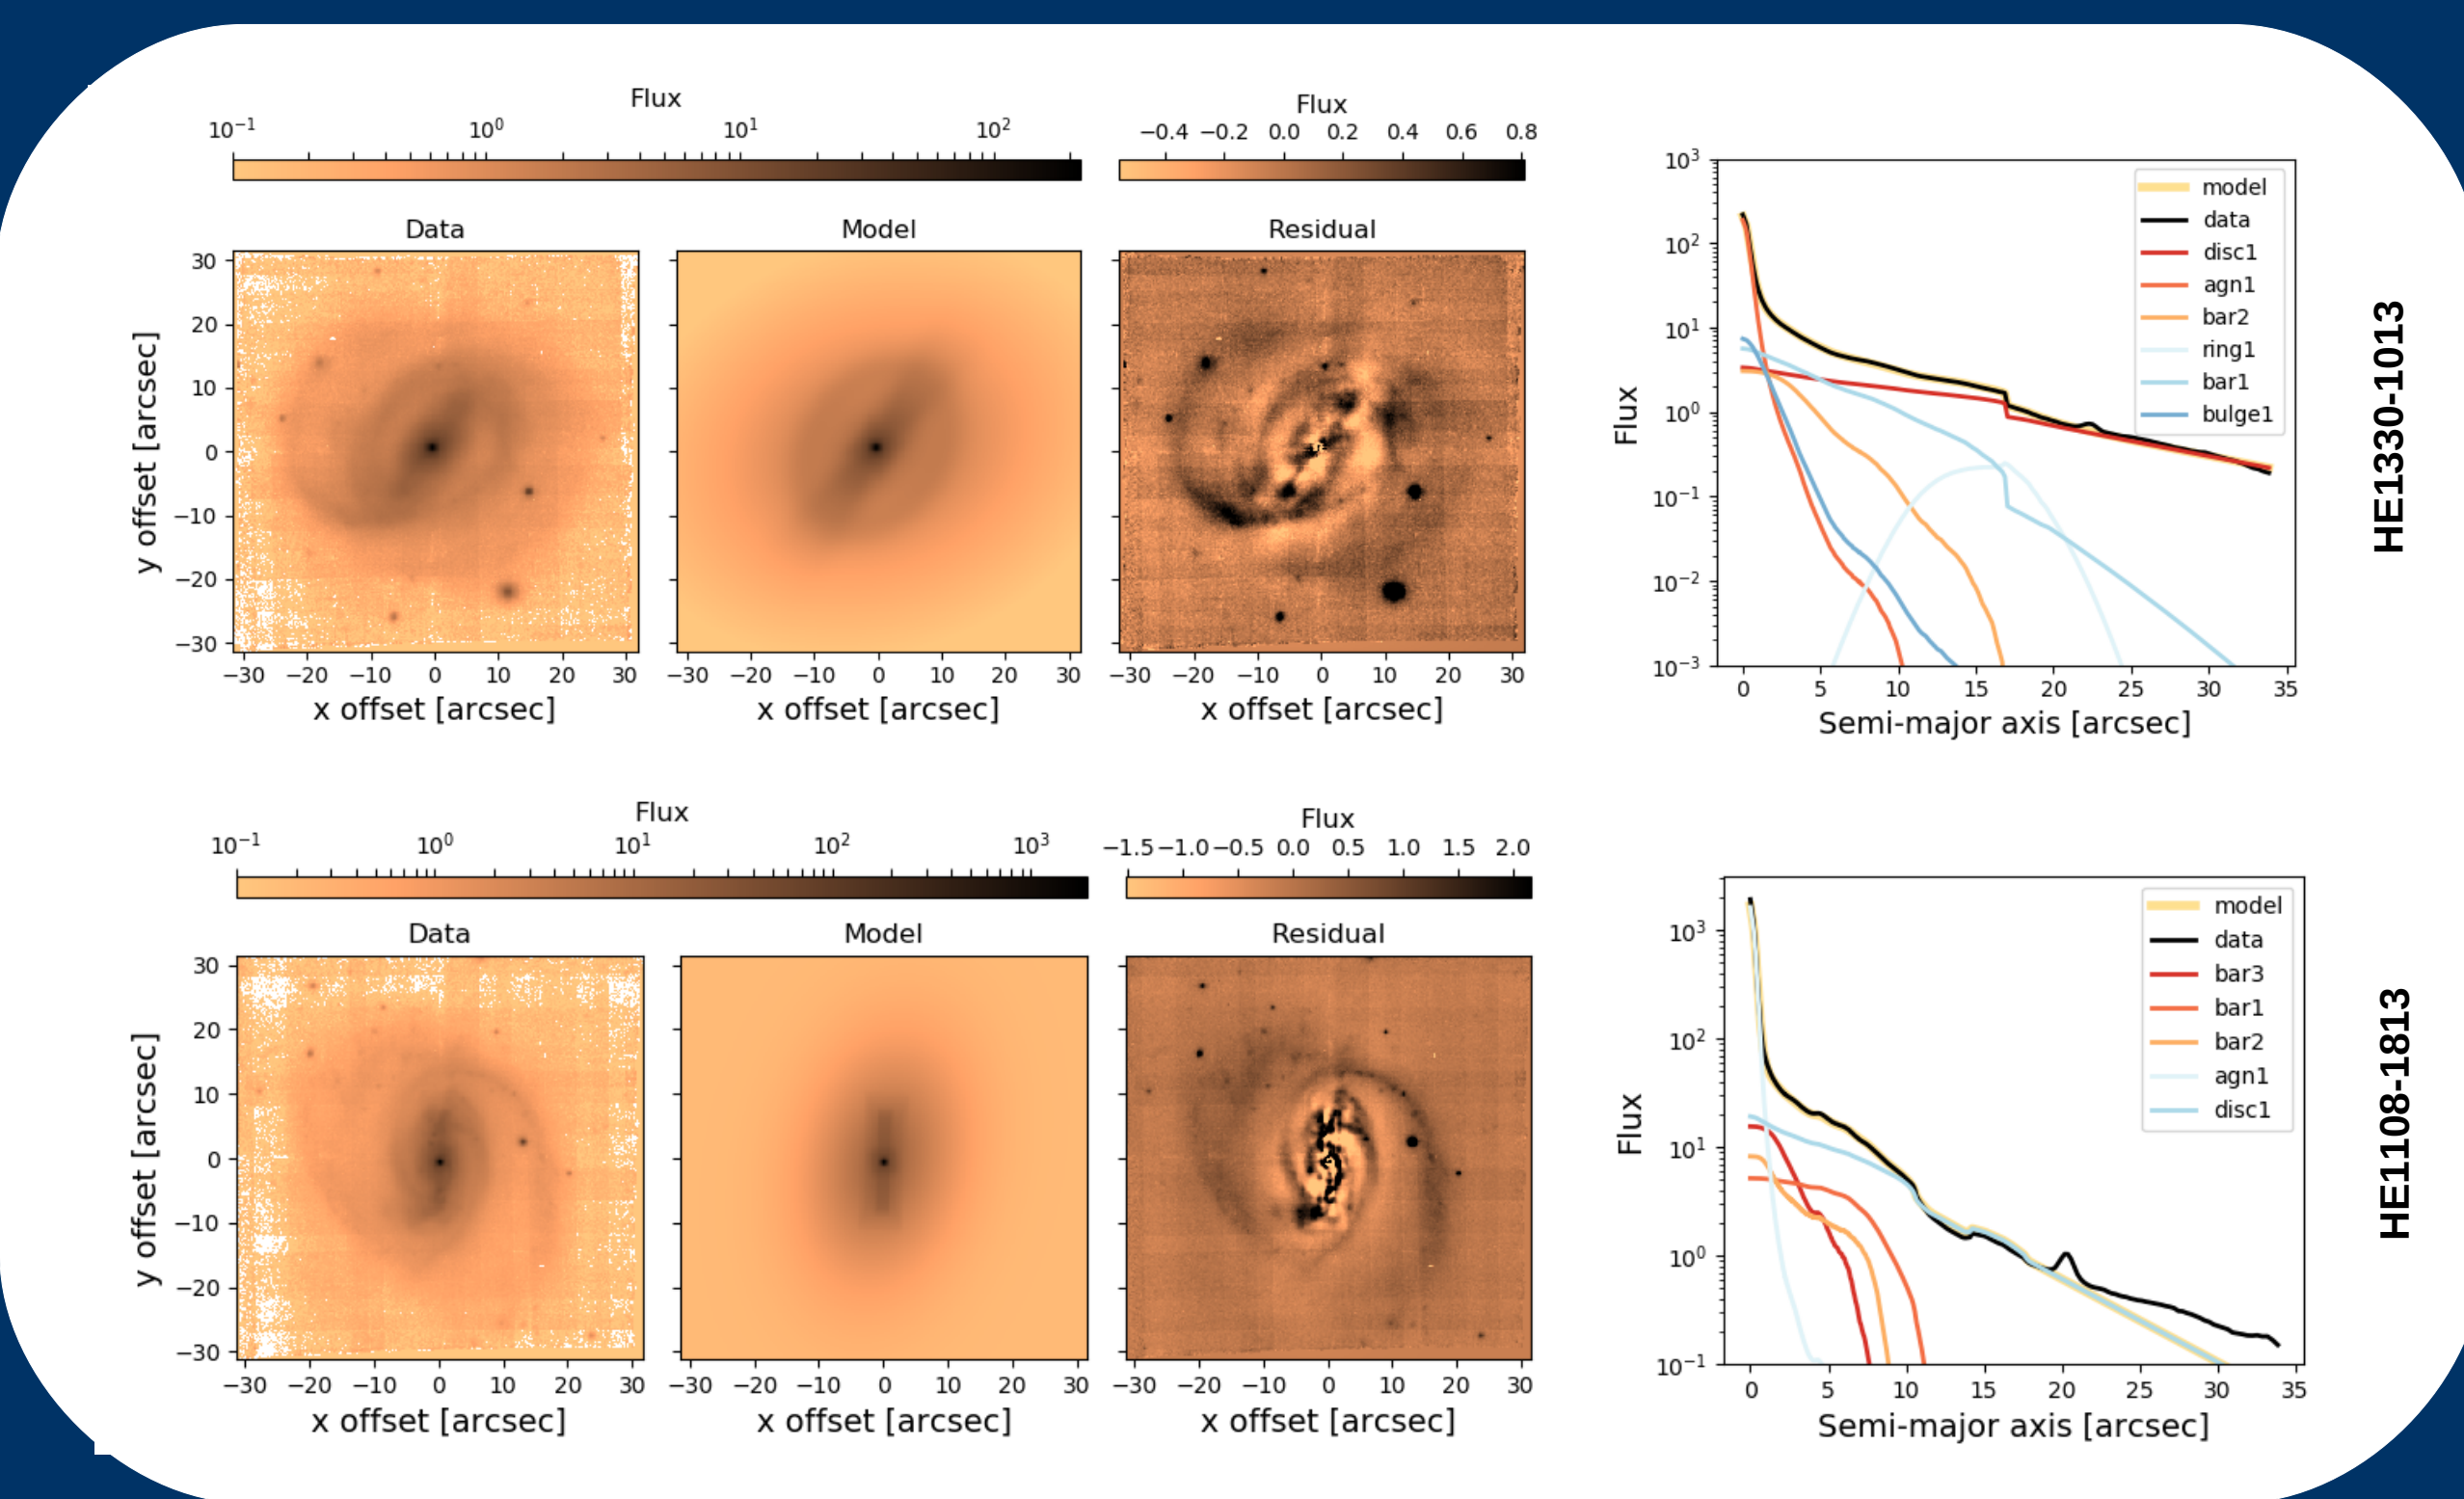 Flux
10⁻¹ 10⁰ 10¹ 10²
Flux
−0.4 −0.2 0.0 0.2 0.4 0.6 0.8
Data
Model
Residual
30
20
10
0
−10
−20
−30
y offset [arcsec]
−30 −20 −10 0 10 20 30
x offset [arcsec]
−30 −20 −10 0 10 20 30
x offset [arcsec]
−30 −20 −10 0 10 20 30
x offset [arcsec]
10³
10²
10¹
10⁰
10⁻¹
10⁻²
10⁻³
Flux
model
data
disc1
agn1
bar2
ring1
bar1
bulge1
0 5 10 15 20 25 30 35
Semi-major axis [arcsec]
HE1330-1013
Flux
10⁻¹ 10⁰ 10¹ 10² 10³
Flux
−1.5 −1.0 −0.5 0.0 0.5 1.0 1.5 2.0
Data
Model
Residual
30
20
10
0
−10
−20
−30
y offset [arcsec]
−30 −20 −10 0 10 20 30
x offset [arcsec]
−30 −20 −10 0 10 20 30
x offset [arcsec]
−30 −20 −10 0 10 20 30
x offset [arcsec]
10³
10²
10¹
10⁰
10⁻¹
Flux
model
data
bar3
bar1
bar2
agn1
disc1
0 5 10 15 20 25 30 35
Semi-major axis [arcsec]
HE1108-1813